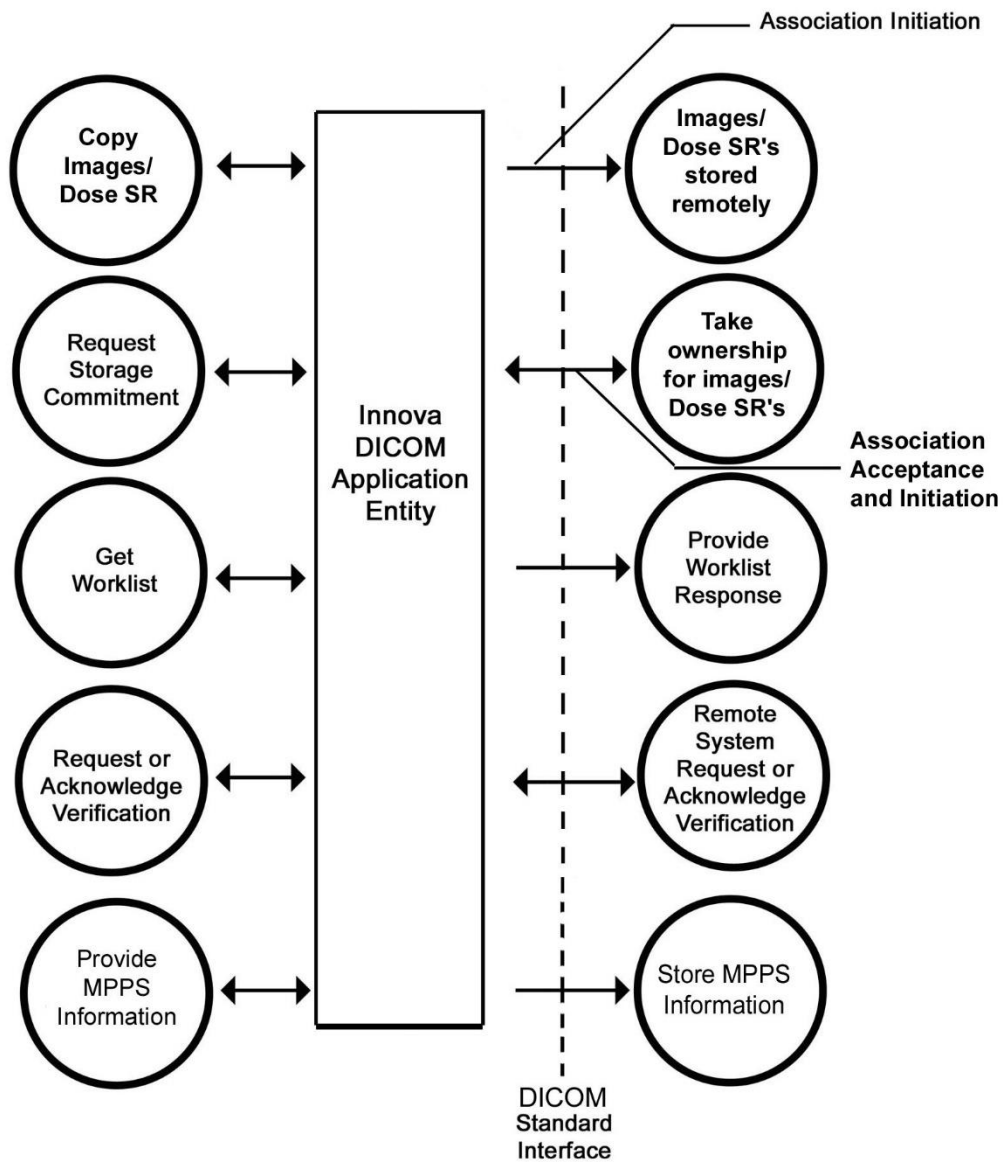 Association Initiation
Copy
Images/
Dose SR
Images/
Dose SR's
stored
remotely
Request
Storage
Commitment
Innova
DICOM
Application
Entity
Take
ownership
for images/
Dose SR's
Association
Acceptance
and Initiation
Get
Worklist
Provide
Worklist
Response
Request or
Acknowledge
Verification
Remote
System
Request or
Acknowledge
Verification
Provide
MPPS
Information
Store MPPS
Information
DICOM
Standard
Interface